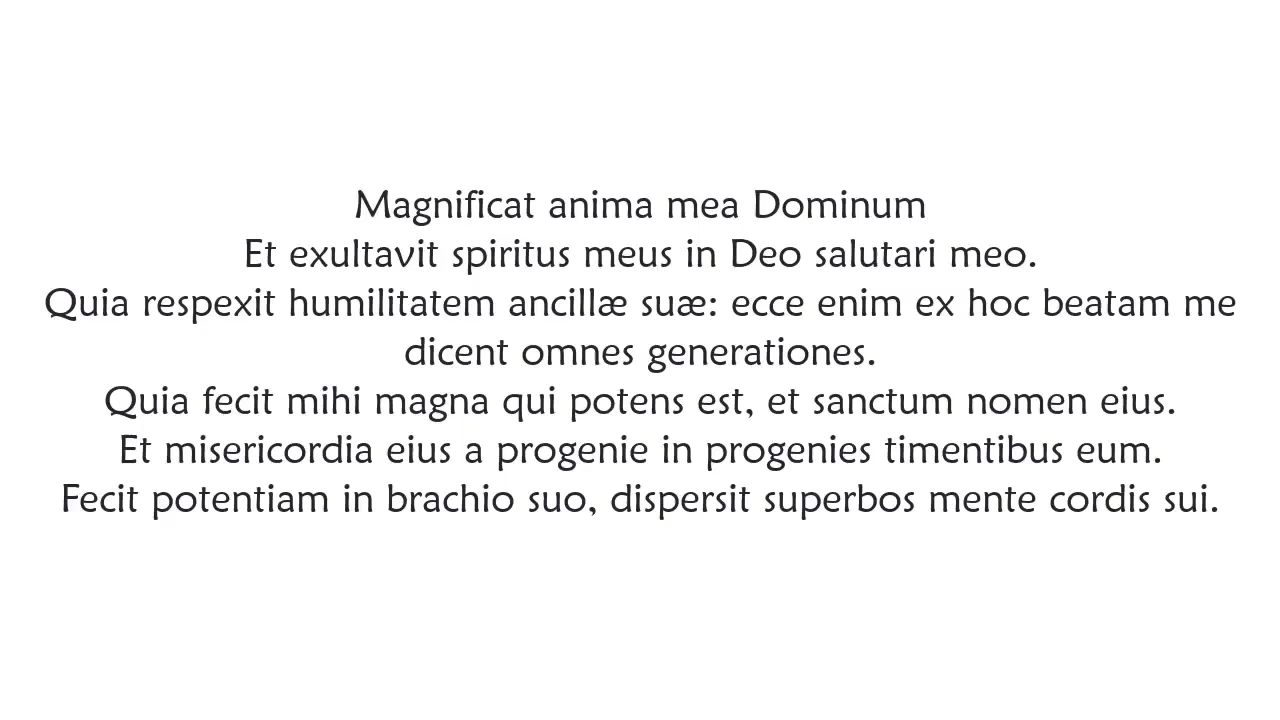 Magnificat anima mea Dominum
Et exultavit spiritus meus in Deo salutari meo.
Quia respexit humilitatem ancillæ suæ: ecce enim ex hoc beatam me
dicent omnes generationes.
Quia fecit mihi magna qui potens est, et sanctum nomen eius.
Et misericordia eius a progenie in progenies timentibus eum.
Fecit potentiam in brachio suo, dispersit superbos mente cordis sui.